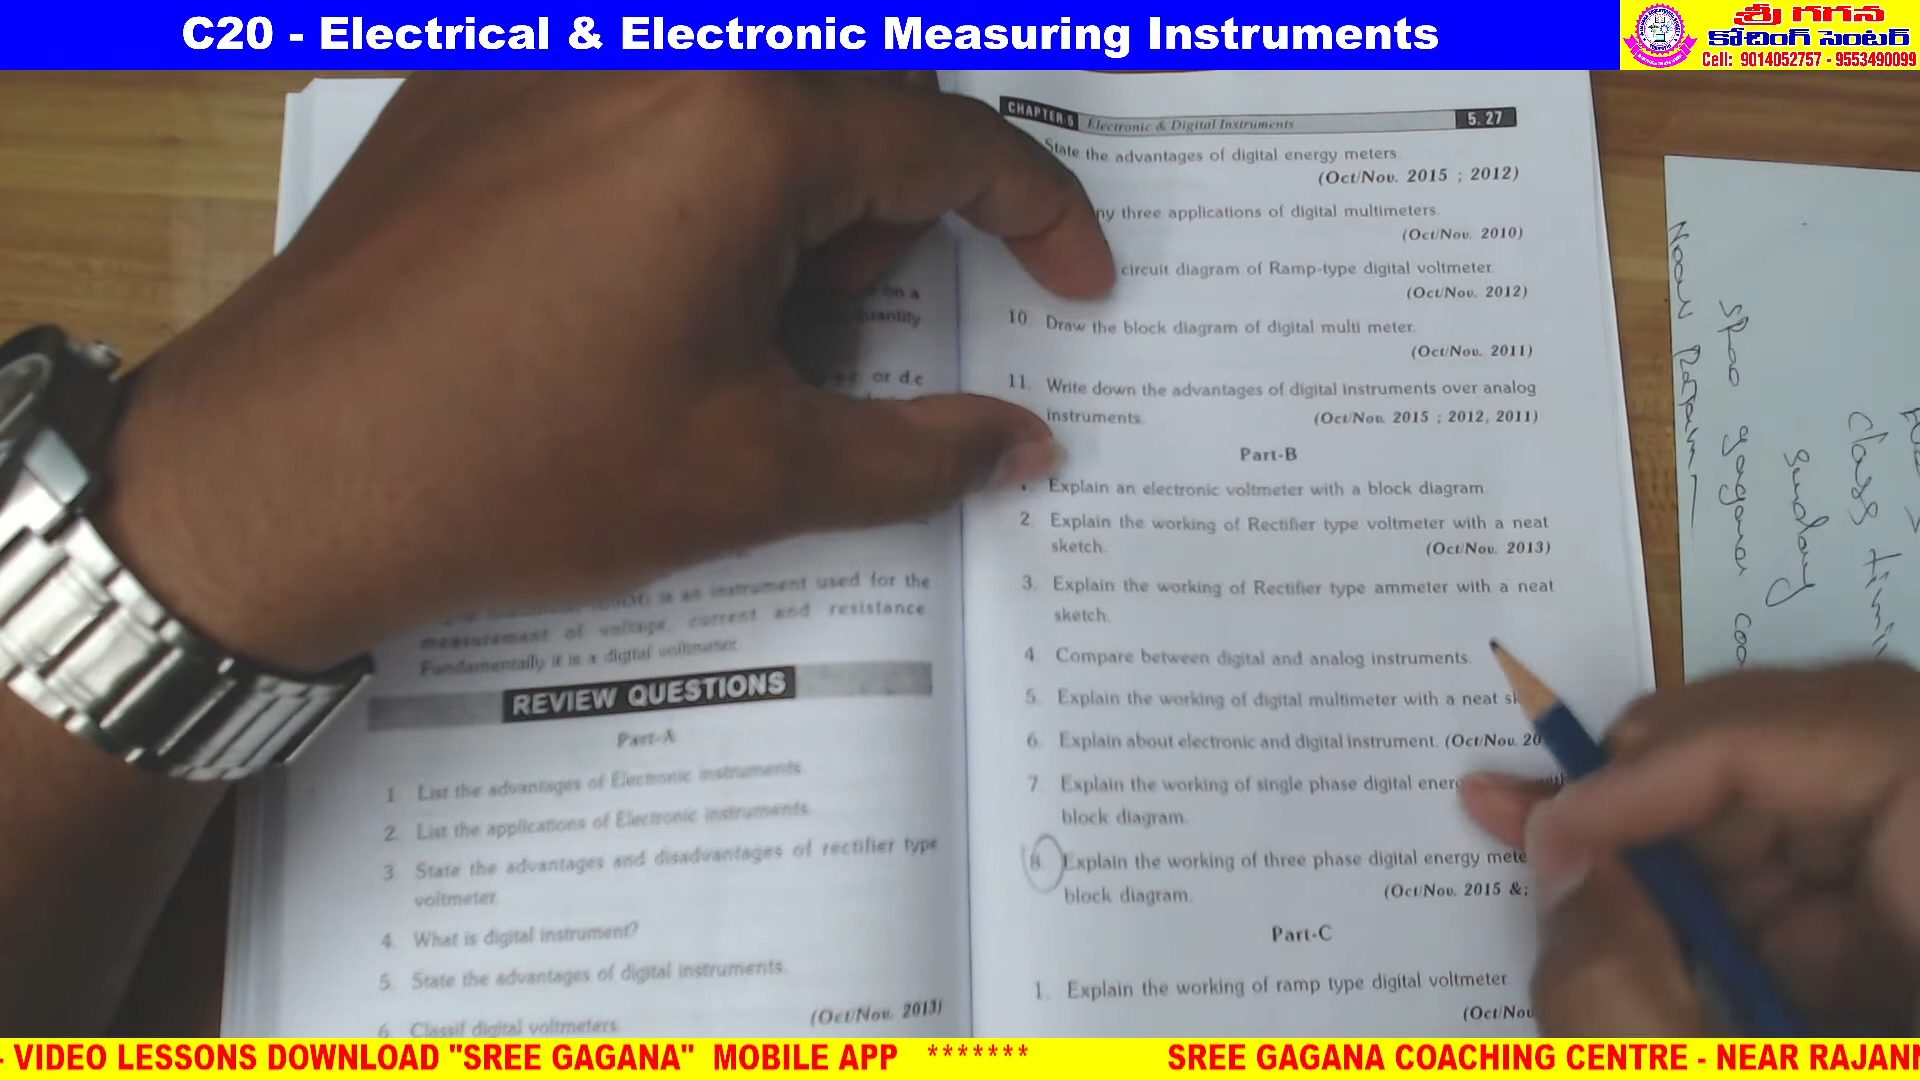 C20 - Electrical & Electronic Measuring Instruments
శ్రీ గగన
కోచింగ్ సెంటర్
Cell: 9014052757 - 9553490099
on a
quantity
or d.c
is an instrument used for the
measurement of voltage, current and resistance.
Fundamentally it is a digital voltmeter.
REVIEW QUESTIONS
Part-A
1. List the advantages of Electronic instruments.
2. List the applications of Electronic instruments.
3. State the advantages and disadvantages of rectifier type
voltmeter.
4. What is digital instrument?
5. State the advantages of digital instruments.
(Oct/Nov. 2013)
6. Classif digital voltmeters
CHAPTER-5 Electronic & Digital Instruments 5. 27
State the advantages of digital energy meters.
(Oct/Nov. 2015 ; 2012)
ny three applications of digital multimeters.
(Oct/Nov. 2010)
circuit diagram of Ramp-type digital voltmeter.
(Oct/Nov. 2012)
10. Draw the block diagram of digital multi meter.
(Oct/Nov. 2011)
11. Write down the advantages of digital instruments over analog
instruments. (Oct/Nov. 2015 ; 2012, 2011)
Part-B
Explain an electronic voltmeter with a block diagram.
2. Explain the working of Rectifier type voltmeter with a neat
sketch. (Oct/Nov. 2013)
3. Explain the working of Rectifier type ammeter with a neat
sketch.
4. Compare between digital and analog instruments.
5. Explain the working of digital multimeter with a neat sk
6. Explain about electronic and digital instrument. (Oct/Nov. 20
7. Explain the working of single phase digital energ
block diagram.
8. Explain the working of three phase digital energy mete
block diagram. (Oct/Nov. 2015 &;
Part-C
1. Explain the working of ramp type digital voltmeter
(Oct/Nov
class timi
sunday
- VIDEO LESSONS DOWNLOAD "SREE GAGANA" MOBILE APP ******* SREE GAGANA COACHING CENTRE - NEAR RAJANN